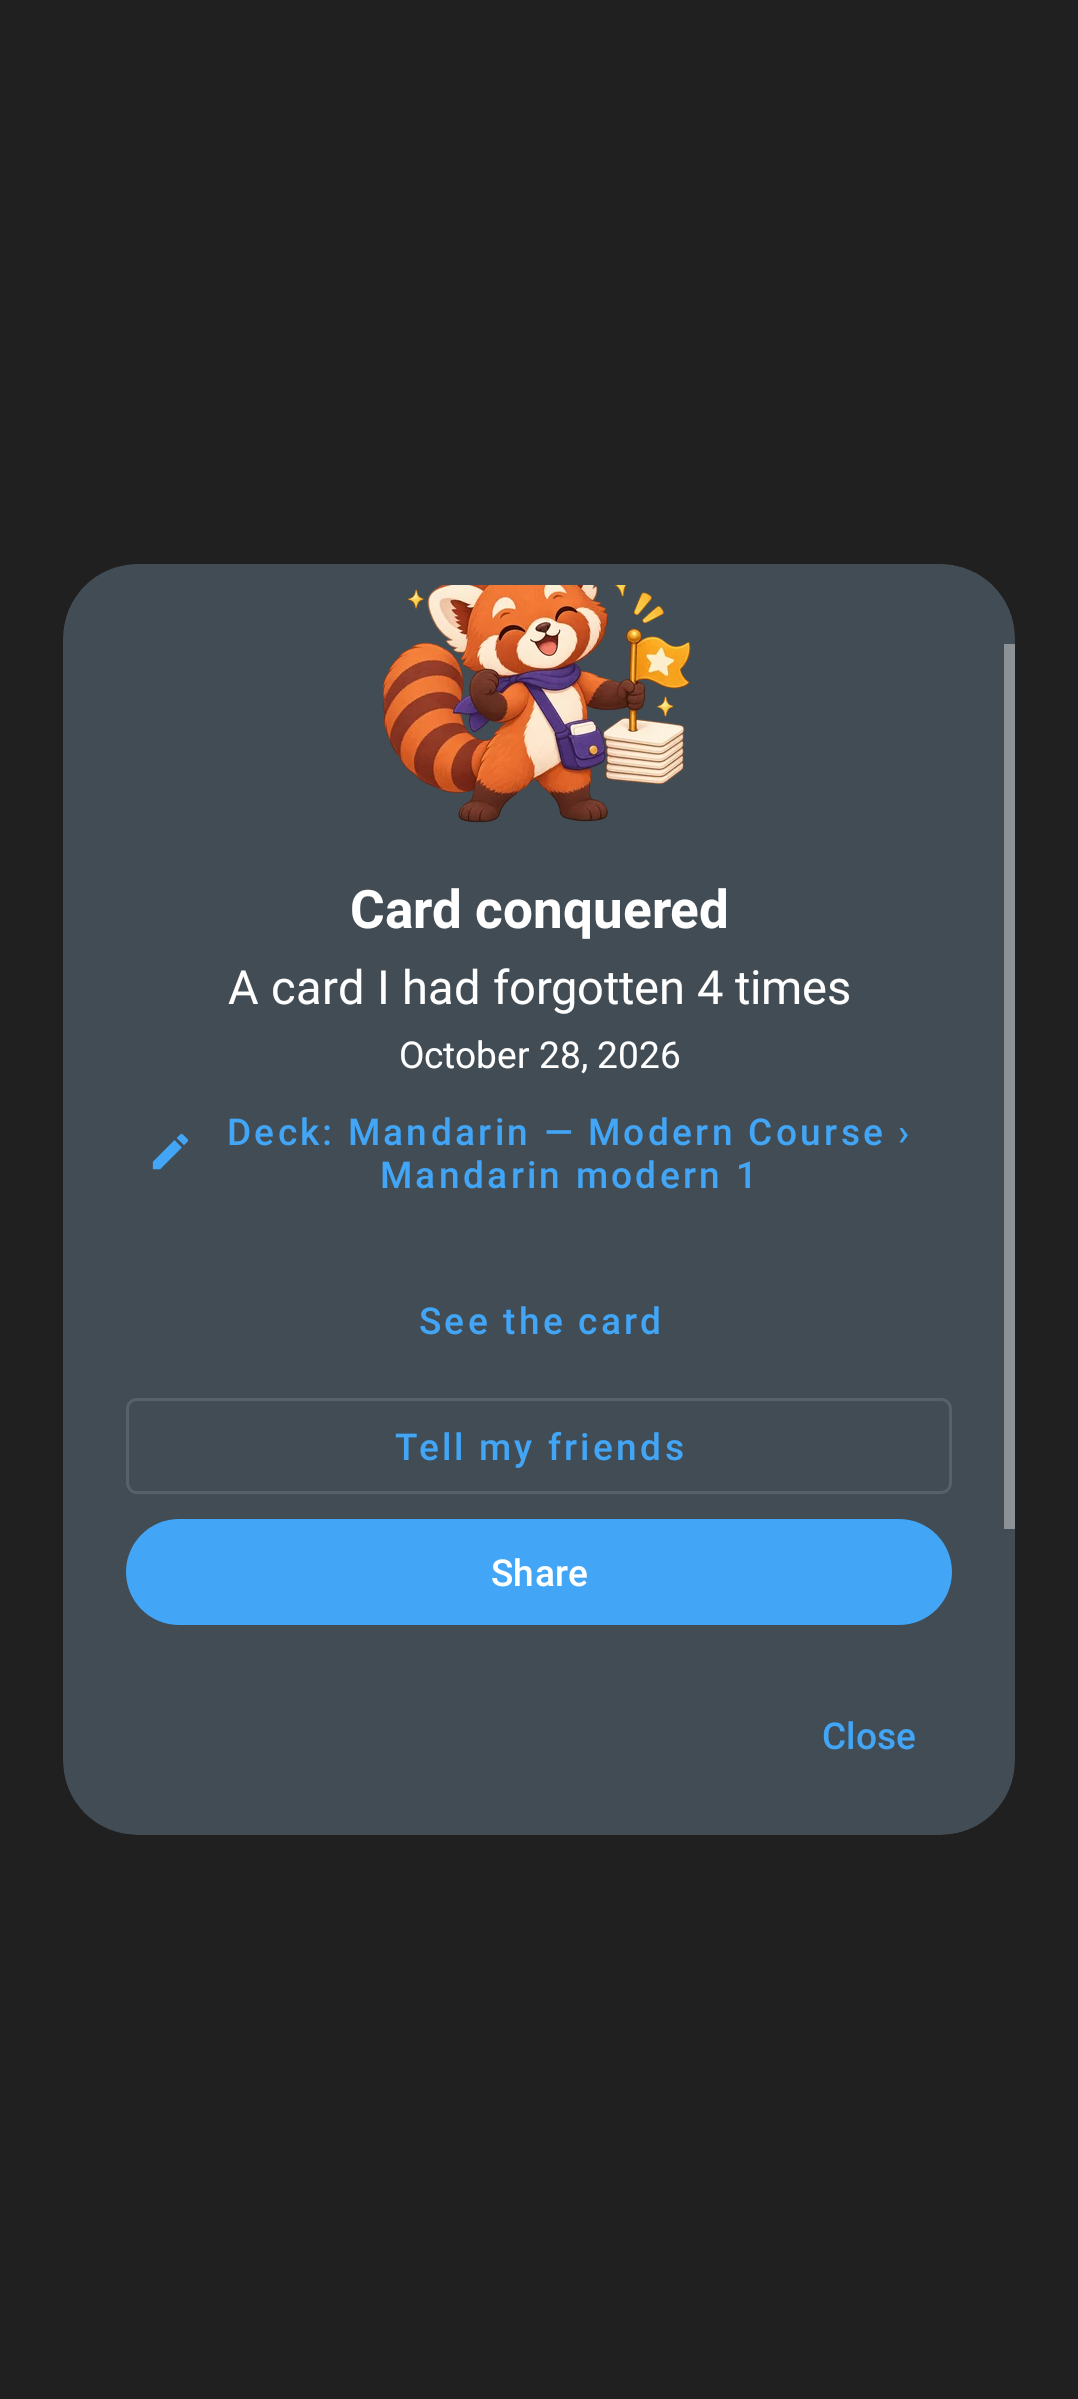 Card conquered
A card I had forgotten 4 times
October 28, 2026
Deck: Mandarin — Modern Course ›
Mandarin modern 1
See the card
Tell my friends
Share
Close